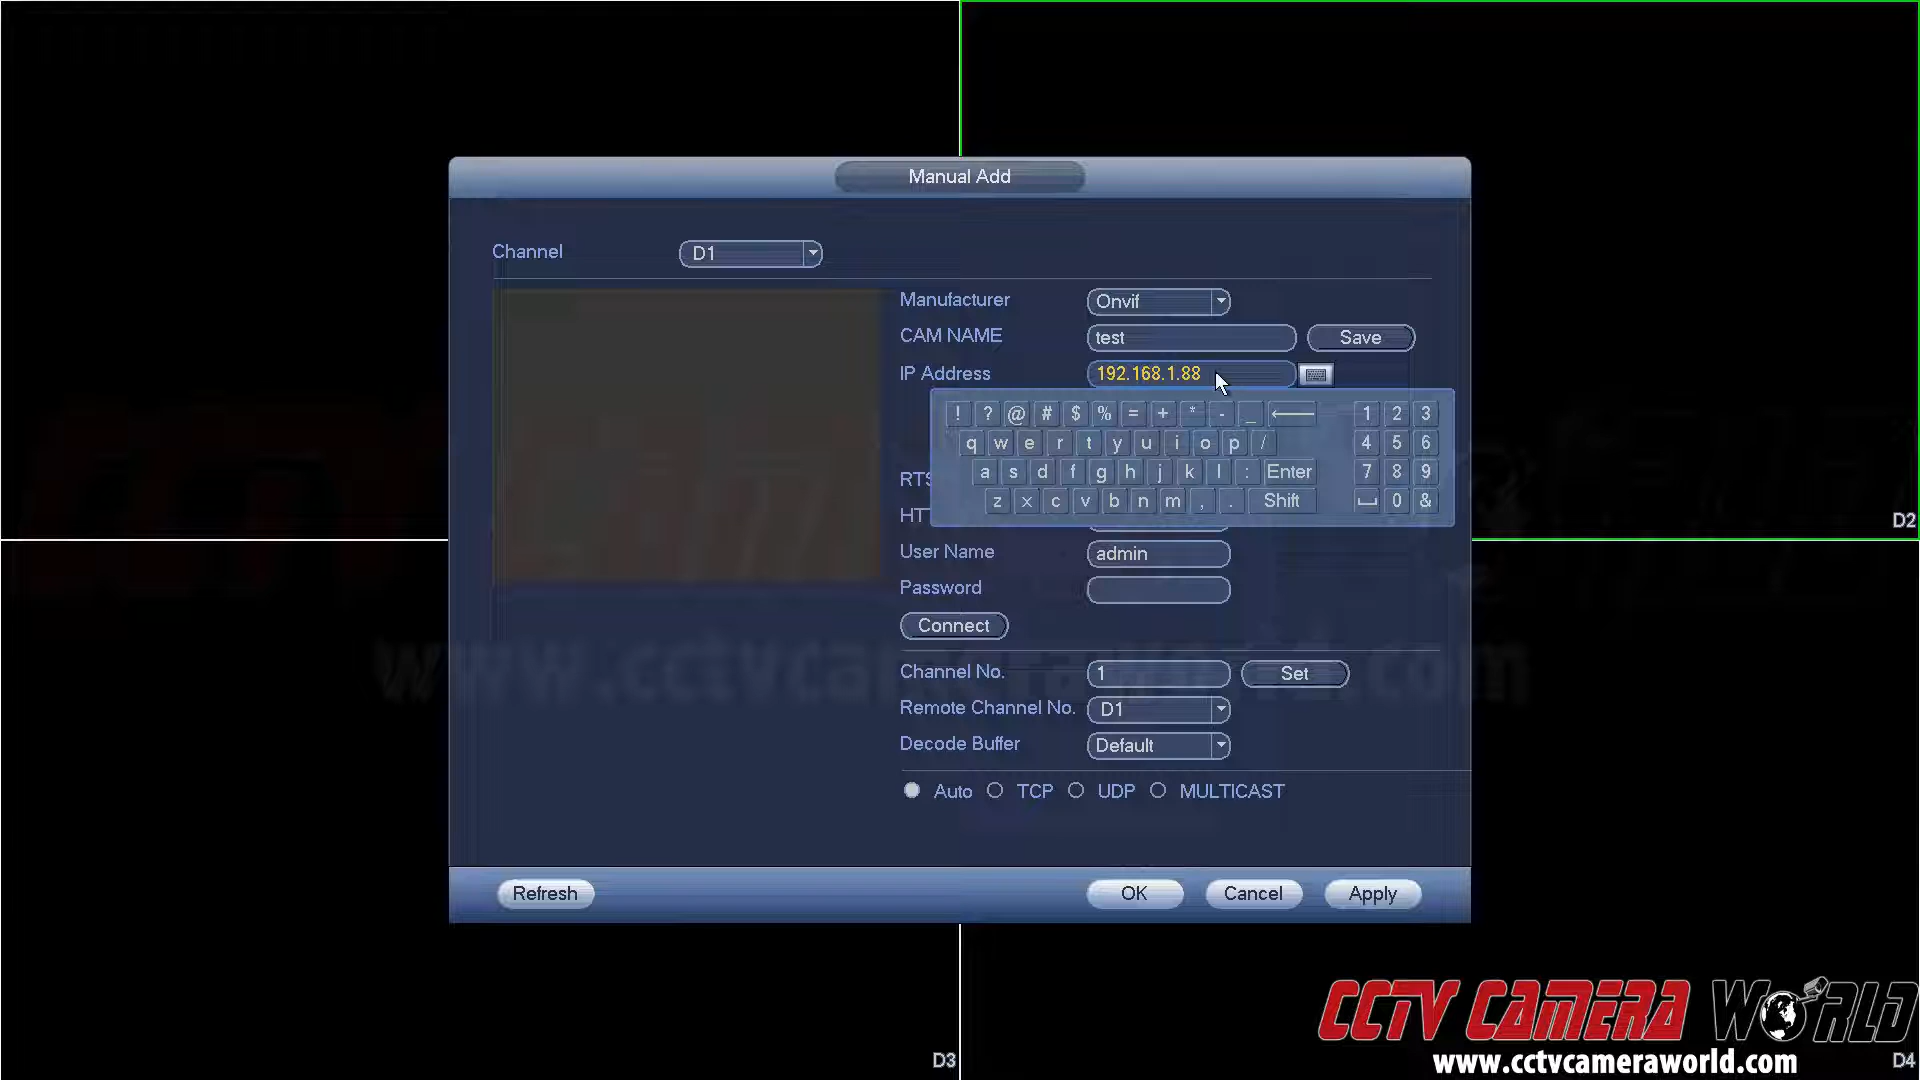 Manual Add
Channel D1
Manufacturer Onvif
CAM NAME test Save
IP Address 192.168.1.88
! ? @ # $ % = + * - _ 1 2 3
q w e r t y u i o p / 4 5 6
a s d f g h j k l : Enter 7 8 9
z x c v b n m , . Shift 0 &
D2
User Name admin
Password
www.cctvcameraworld.com
Connect
Channel No. 1 Set
Remote Channel No. D1
Decode Buffer Default
Auto TCP UDP MULTICAST
Refresh OK Cancel Apply
CCTV CAMERA WORLD
www.cctvcameraworld.com
D3 D4